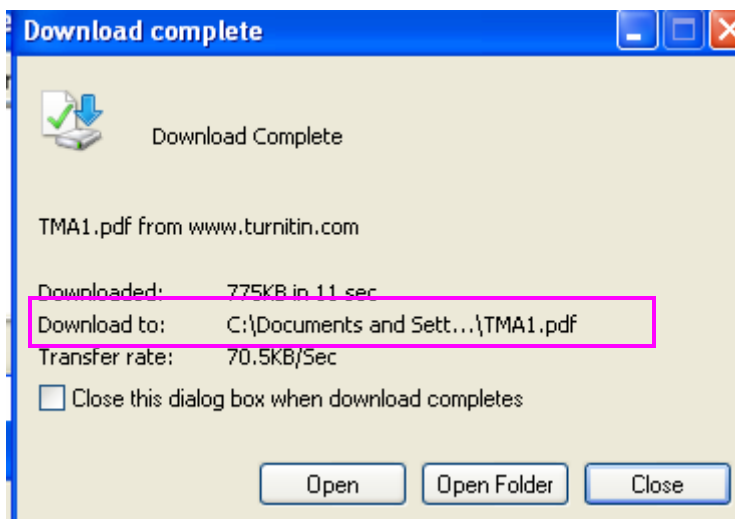 Download complete
Download Complete
TMA1.pdf from www.turnitin.com
Downloaded: 775KB in 11 sec
Download to: C:\Documents and Sett...\TMA1.pdf
Transfer rate: 70.5KB/Sec
Close this dialog box when download completes
Open Open Folder Close